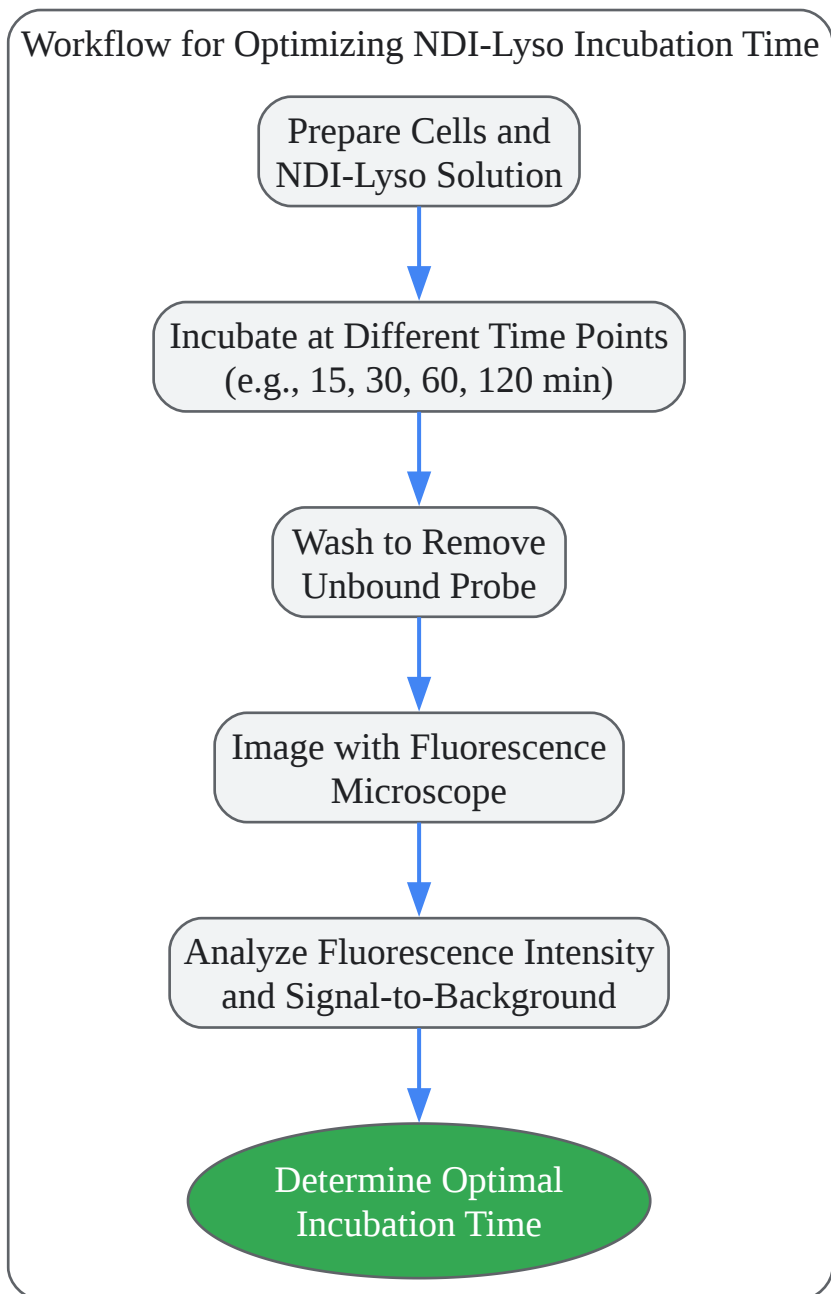 Workflow for Optimizing NDI-Lyso Incubation Time
Prepare Cells and
NDI-Lyso Solution
Incubate at Different Time Points
(e.g., 15, 30, 60, 120 min)
Wash to Remove
Unbound Probe
Image with Fluorescence
Microscope
Analyze Fluorescence Intensity
and Signal-to-Background
Determine Optimal
Incubation Time